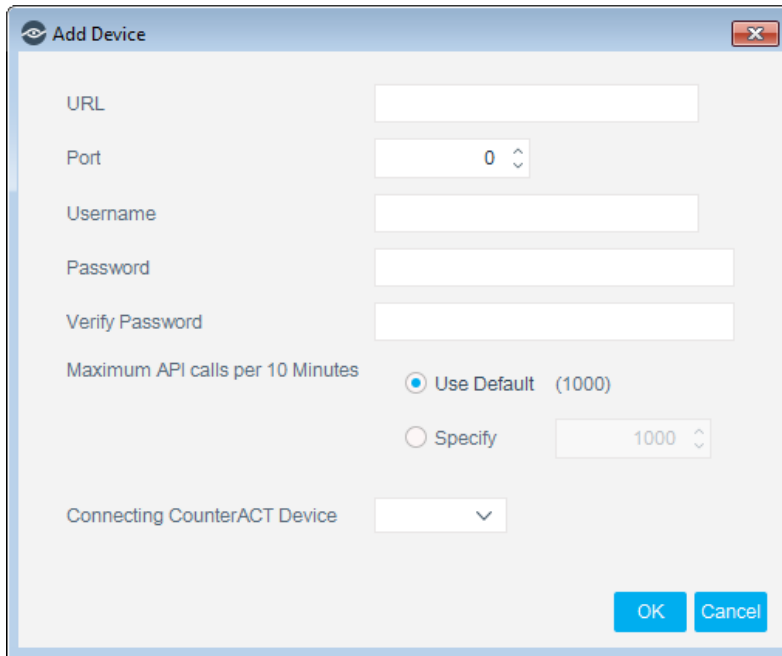 Add Device
URL
Port 0
Username
Password
Verify Password
Maximum API calls per 10 Minutes
Use Default (1000)
Specify 1000
Connecting CounterACT Device
OK Cancel